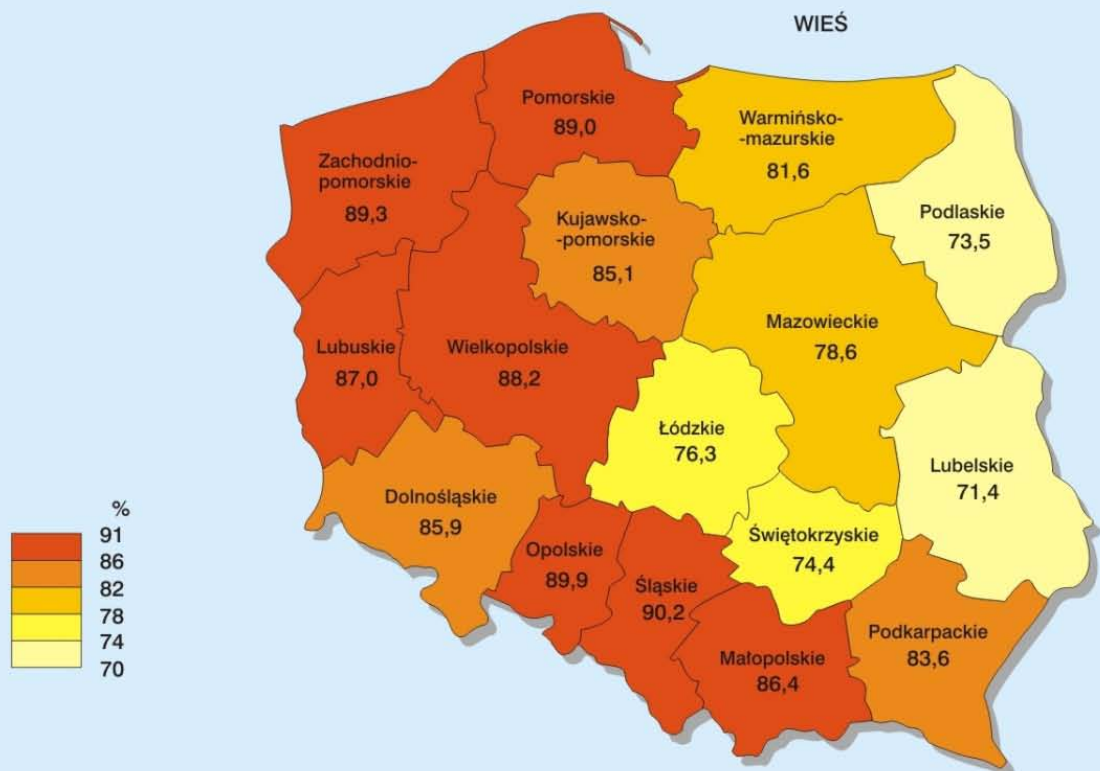 WIEŚ
Pomorskie
89,0
Warmińsko-
-mazurskie
81,6
Zachodnio-
pomorskie
89,3
Podlaskie
73,5
Kujawsko-
-pomorskie
85,1
Mazowieckie
78,6
Lubuskie
87,0
Wielkopolskie
88,2
Łódzkie
76,3
Lubelskie
71,4
Dolnośląskie
85,9
Świętokrzyskie
74,4
Opolskie
89,9
Śląskie
90,2
Podkarpackie
83,6
Małopolskie
86,4
%
91
86
82
78
74
70